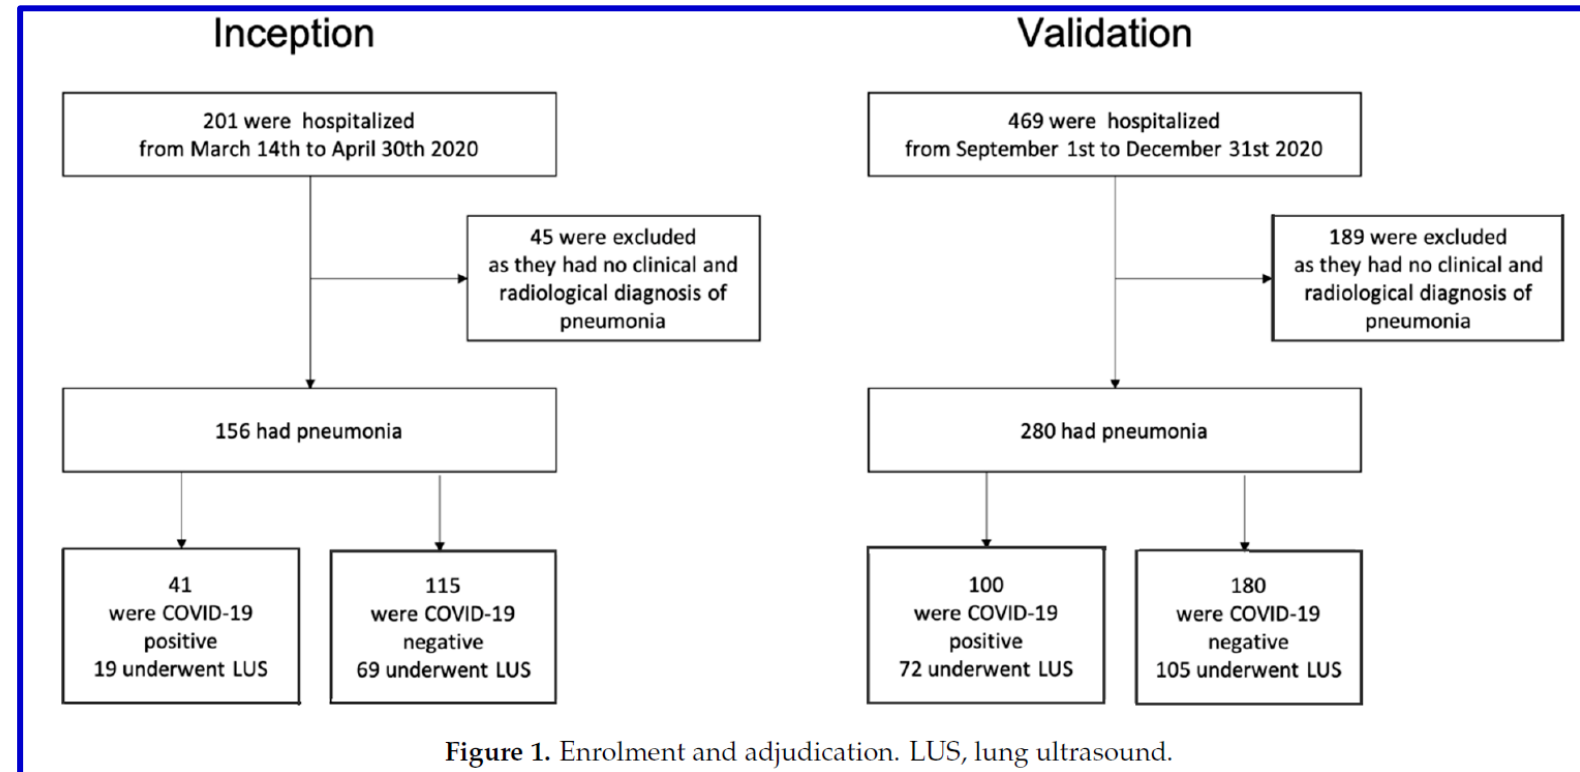 Inception
201 were hospitalized
from March 14th to April 30th 2020
45 were excluded
as they had no clinical and
radiological diagnosis of
pneumonia
156 had pneumonia
41
were COVID-19
positive
19 underwent LUS
115
were COVID-19
negative
69 underwent LUS
Validation
469 were hospitalized
from September 1st to December 31st 2020
189 were excluded
as they had no clinical and
radiological diagnosis of
pneumonia
280 had pneumonia
100
were COVID-19
positive
72 underwent LUS
180
were COVID-19
negative
105 underwent LUS
Figure 1. Enrolment and adjudication. LUS, lung ultrasound.